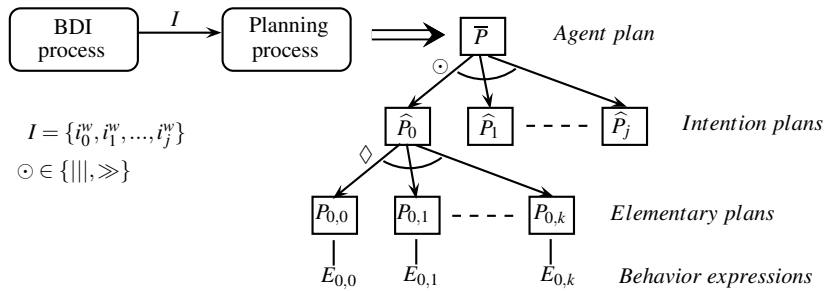 BDI process
I
Planning process
P̅
Agent plan
⊙
I = {i₀ʷ, i₁ʷ, ..., iⱼʷ}
P̂₀
P̂₁
P̂ⱼ
Intention plans
⊙ ∈ {|||, ≫}
◊
P₀,₀
P₀,₁
P₀,ₖ
Elementary plans
E₀,₀
E₀,₁
E₀,ₖ
Behavior expressions